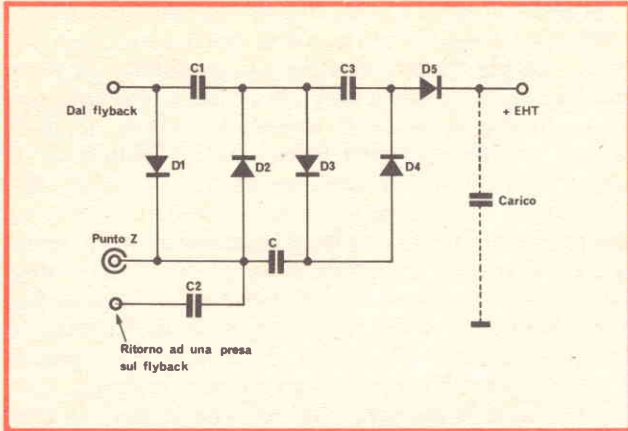 C1
C3
D5
Dal flyback
+ EHT
D1
D2
D3
D4
Carico
Punto Z
C
C2
Ritorno ad una presa
sul flyback